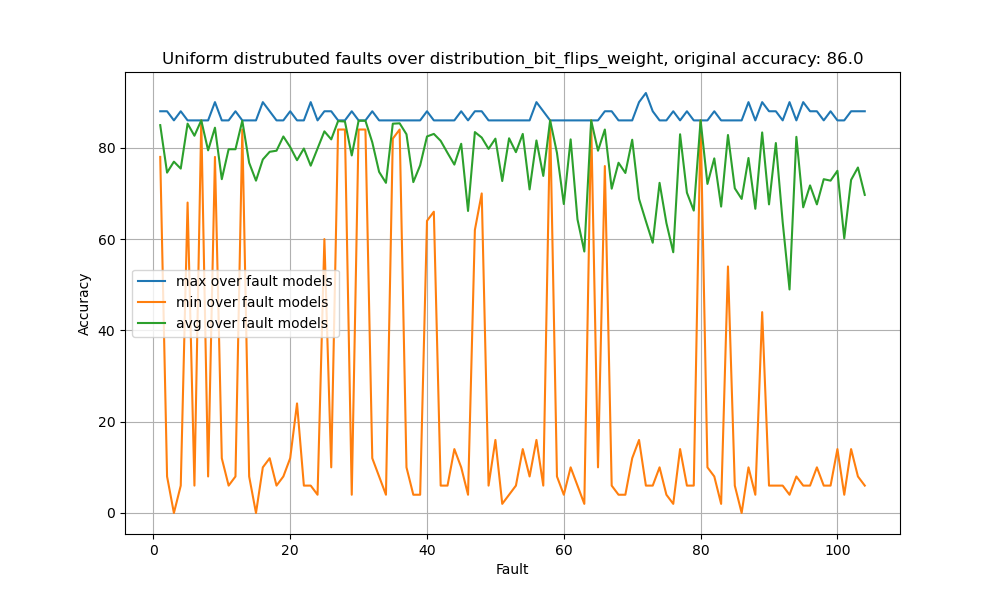 Uniform distrubuted faults over distribution_bit_flips_weight, original accuracy: 86.0
Accuracy
80
60
40
20
0
max over fault models
min over fault models
avg over fault models
0 20 40 60 80 100
Fault